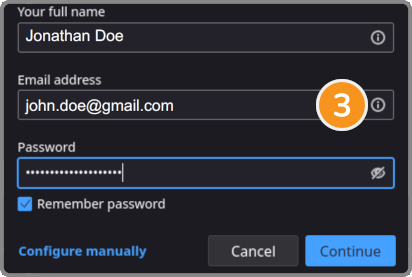 Your full name
Jonathan Doe
Email address
john.doe@gmail.com
3
Password
••••••••••••••••••••
Remember password
Configure manually
Cancel
Continue